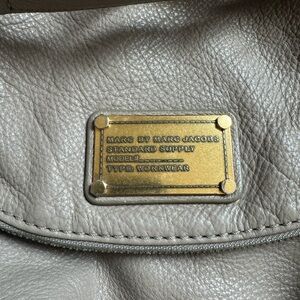 MARC BY MARC JACOBS
STANDARD SUPPLY
MODEL#
TYPE: WORKWEAR